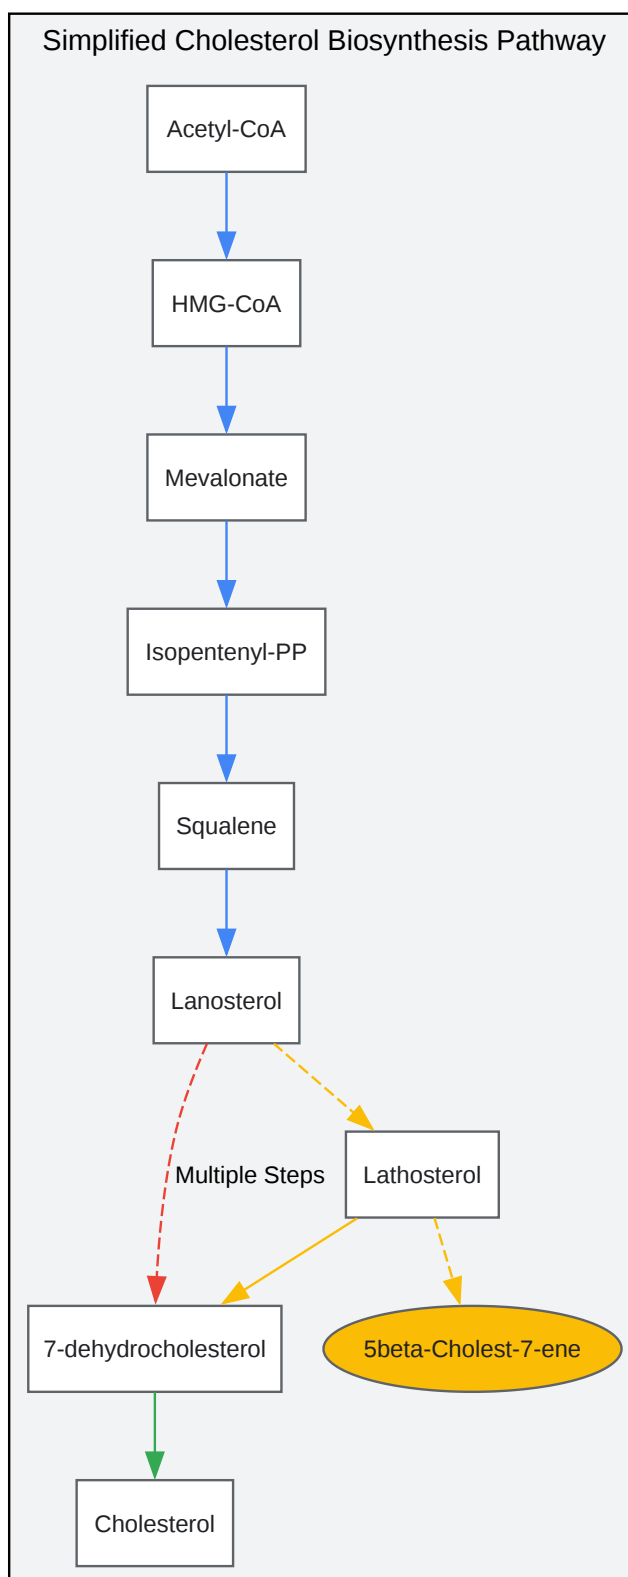 Simplified Cholesterol Biosynthesis Pathway
Acetyl-CoA
HMG-CoA
Mevalonate
Isopentenyl-PP
Squalene
Lanosterol
Multiple Steps
Lathosterol
7-dehydrocholesterol
5beta-Cholest-7-ene
Cholesterol